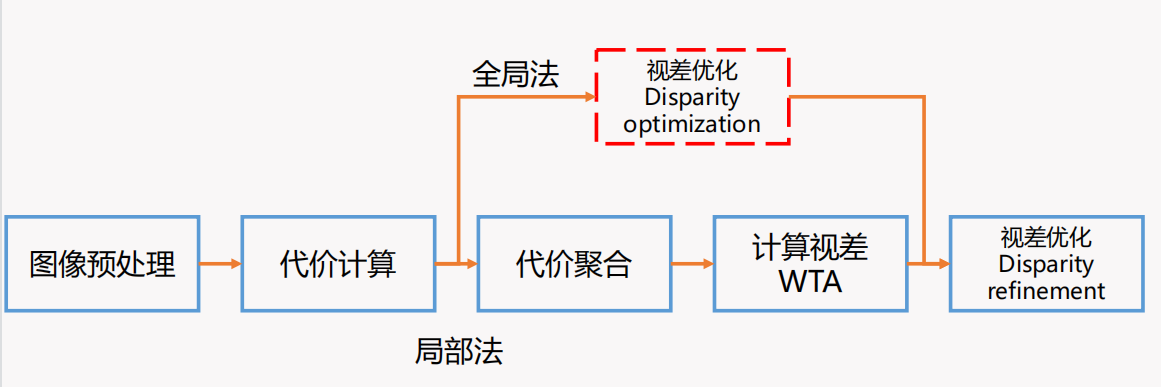 全局法
视差优化
Disparity
optimization
图像预处理
代价计算
代价聚合
计算视差
WTA
视差优化
Disparity
refinement
局部法